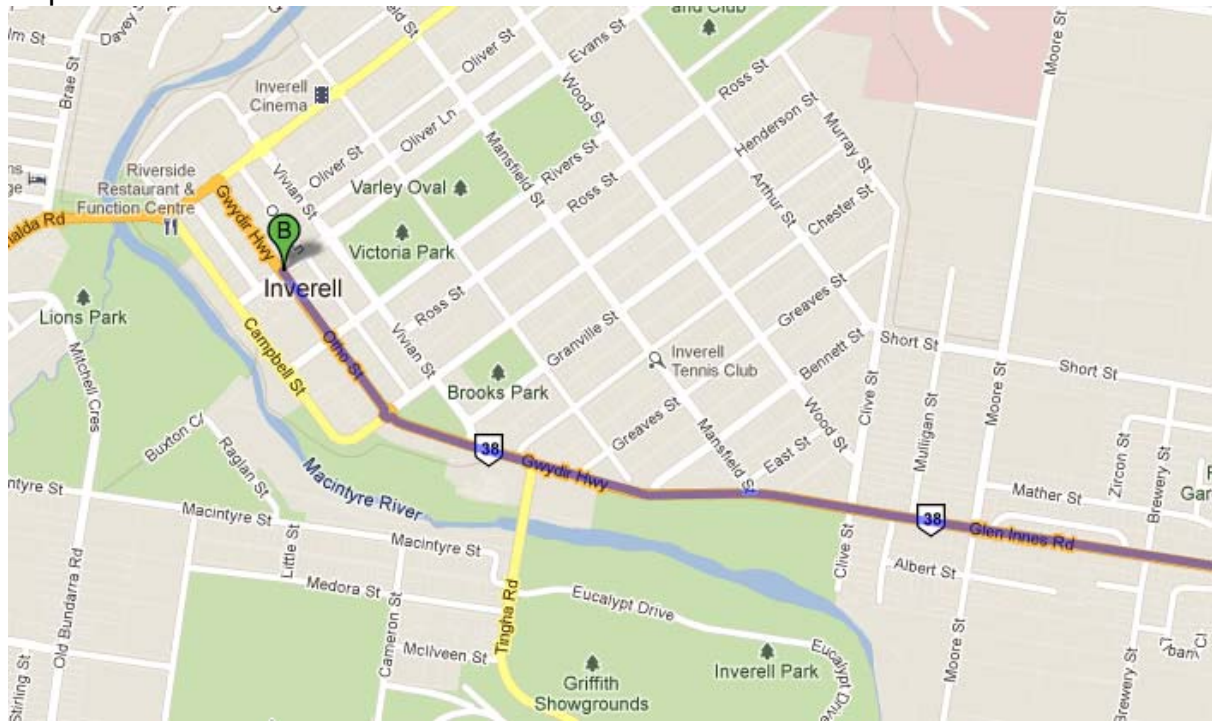 and Club
Davey St
Brae St
Oliver St
Evans St
Moore St
Inverell
Cinema
Wood St
Ross St
Oliver Ln
Henderson St
Murray St
Mansfield St
Rivers St
Riverside
Restaurant &
Function Centre
Vivian St
Oliver St
Varley Oval
Ross St
Arthur St
Chester St
Gwydir Hwy
B
Victoria Park
Inverell
Lions Park
Ross St
Greaves St
Campbell St
Otho St
Vivian St
Granville St
Inverell
Tennis Club
Bennett St
Short St
Short St
Mitchell Cres
Brooks Park
Clive St
Mulligan St
Moore St
Wood St
Greaves St
Mansfield St
East St
Buxton Cl
Raglan St
38
Gwydir Hwy
Zircon St
Brewery St
Macintyre River
Mather St
Macintyre St
38
Glen Innes Rd
Macintyre St
Little St
Clive St
Albert St
Medora St
Eucalypt Drive
Old Bundarra Rd
Cameron St
Tingha Rd
McIlveen St
Inverell Park
Eucalypt Drive
Moore St
Brewery St
Griffith
Showgrounds
Stirling St